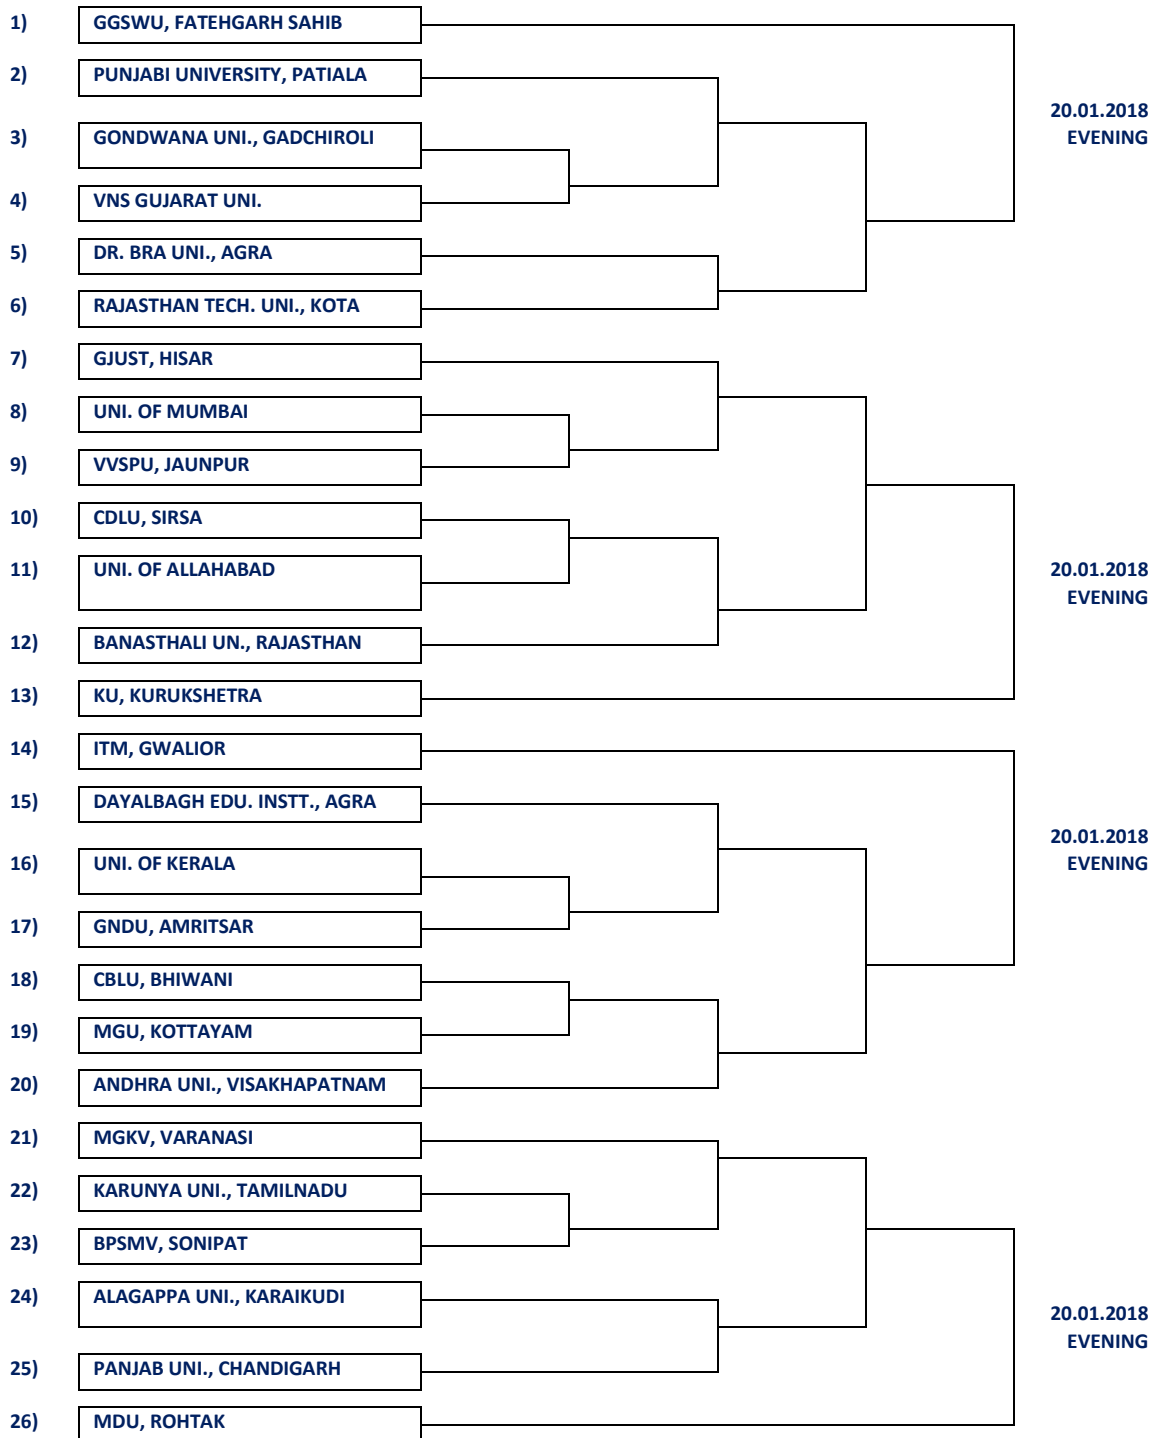 1) GGSWU, FATEHGARH SAHIB
2) PUNJABI UNIVERSITY, PATIALA
20.01.2018
EVENING
3) GONDWANA UNI., GADCHIROLI
4) VNS GUJARAT UNI.
5) DR. BRA UNI., AGRA
6) RAJASTHAN TECH. UNI., KOTA
7) GJUST, HISAR
8) UNI. OF MUMBAI
9) VVSPU, JAUNPUR
10) CDLU, SIRSA
11) UNI. OF ALLAHABAD
20.01.2018
EVENING
12) BANASTHALI UN., RAJASTHAN
13) KU, KURUKSHETRA
14) ITM, GWALIOR
15) DAYALBAGH EDU. INSTT., AGRA
20.01.2018
EVENING
16) UNI. OF KERALA
17) GNDU, AMRITSAR
18) CBLU, BHIWANI
19) MGU, KOTTAYAM
20) ANDHRA UNI., VISAKHAPATNAM
21) MGKV, VARANASI
22) KARUNYA UNI., TAMILNADU
23) BPSMV, SONIPAT
24) ALAGAPPA UNI., KARAIKUDI
20.01.2018
EVENING
25) PANJAB UNI., CHANDIGARH
26) MDU, ROHTAK